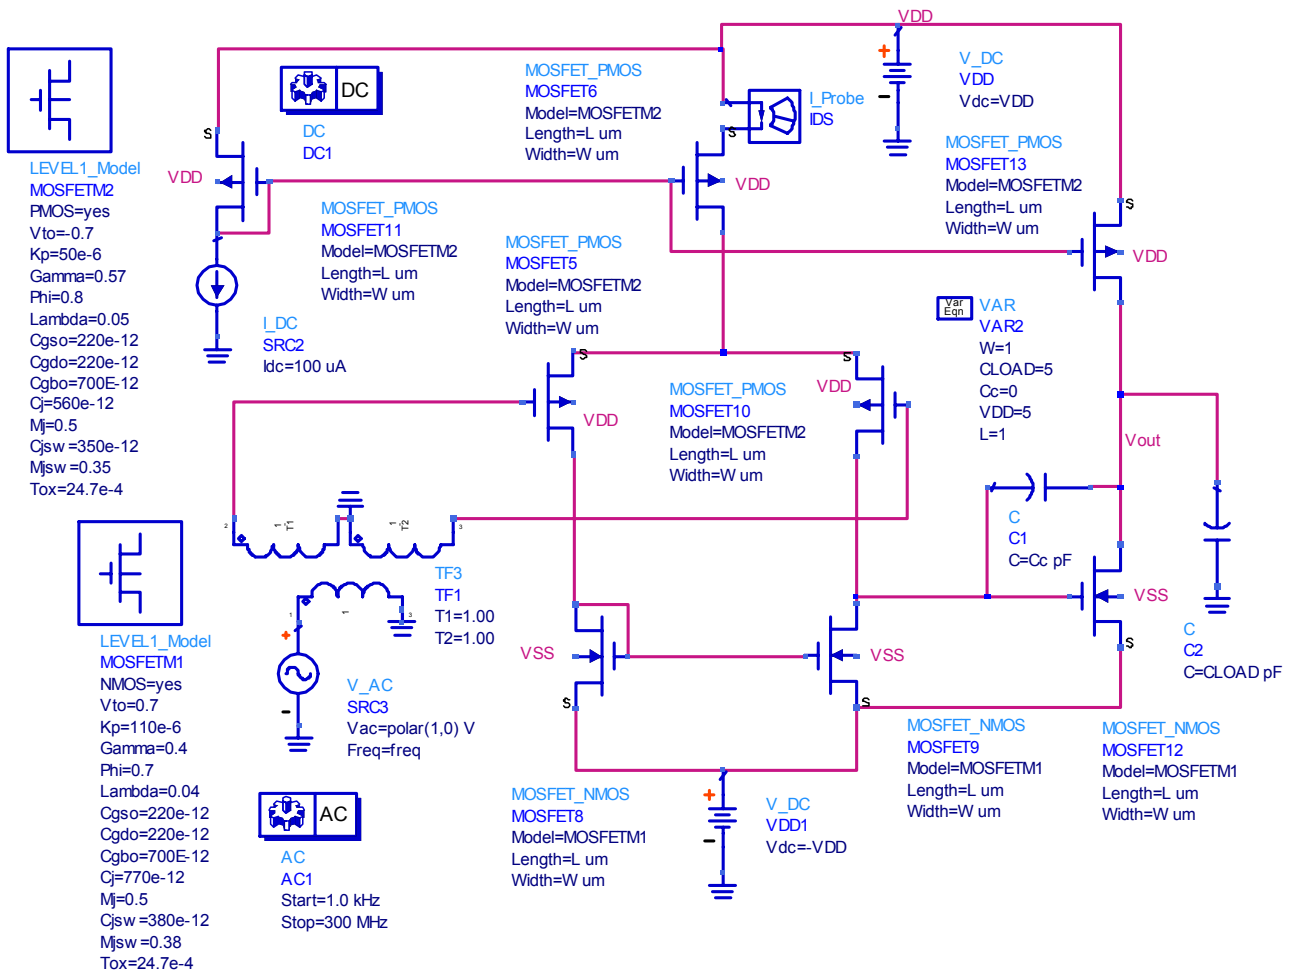 VDD
V_DC
VDD
Vdc=VDD
MOSFET_PMOS
MOSFET6
Model=MOSFETM2
Length=L um
Width=W um
I_Probe
IDS
DC
DC
DC1
S
S
VDD
VDD
LEVEL1_Model
MOSFETM2
PMOS=yes
Vto=-0.7
Kp=50e-6
Gamma=0.57
Phi=0.8
Lambda=0.05
Cgso=220e-12
Cgdo=220e-12
Cgbo=700E-12
Cj=560e-12
Mj=0.5
Cjsw=350e-12
Mjsw=0.35
Tox=24.7e-4
MOSFET_PMOS
MOSFET11
Model=MOSFETM2
Length=L um
Width=W um
I_DC
SRC2
Idc=100 uA
MOSFET_PMOS
MOSFET5
Model=MOSFETM2
Length=L um
Width=W um
MOSFET_PMOS
MOSFET13
Model=MOSFETM2
Length=L um
Width=W um
S
VDD
Var
Eqn
VAR
VAR2
W=1
CLOAD=5
Cc=0
VDD=5
L=1
S
S
VDD
VDD
MOSFET_PMOS
MOSFET10
Model=MOSFETM2
Length=L um
Width=W um
Vout
C
C1
C=Cc pF
C
C2
C=CLOAD pF
2
1
T1
1
T2
3
TF3
TF1
T1=1.00
T2=1.00
1
1
3
V_AC
SRC3
Vac=polar(1,0) V
Freq=freq
VSS
VSS
VSS
S
S
S
LEVEL1_Model
MOSFETM1
NMOS=yes
Vto=0.7
Kp=110e-6
Gamma=0.4
Phi=0.7
Lambda=0.04
Cgso=220e-12
Cgdo=220e-12
Cgbo=700E-12
Cj=770e-12
Mj=0.5
Cjsw=380e-12
Mjsw=0.38
Tox=24.7e-4
AC
AC
AC1
Start=1.0 kHz
Stop=300 MHz
MOSFET_NMOS
MOSFET8
Model=MOSFETM1
Length=L um
Width=W um
V_DC
VDD1
Vdc=-VDD
MOSFET_NMOS
MOSFET9
Model=MOSFETM1
Length=L um
Width=W um
MOSFET_NMOS
MOSFET12
Model=MOSFETM1
Length=L um
Width=W um